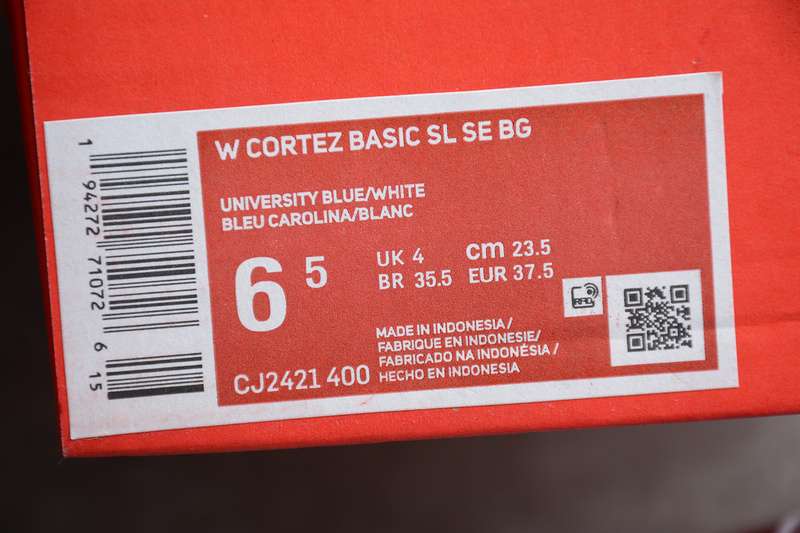 W CORTEZ BASIC SL SE BG
UNIVERSITY BLUE/WHITE
BLEU CAROLINA/BLANC
6 5
UK 4 cm 23.5
BR 35.5 EUR 37.5
MADE IN INDONESIA/
FABRIQUE EN INDONESIE/
FABRICADO NA INDONÉSIA /
HECHO EN INDONESIA
CJ2421 400
1 94272 71072 6 15
RFID